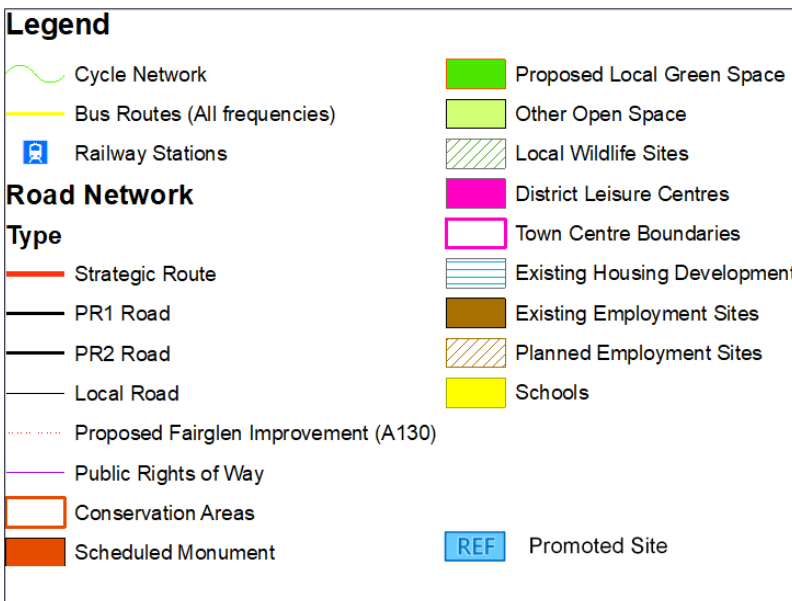 Legend
Cycle Network
Bus Routes (All frequencies)
Railway Stations
Road Network
Type
Strategic Route
PR1 Road
PR2 Road
Local Road
Proposed Fairglen Improvement (A130)
Public Rights of Way
Conservation Areas
Scheduled Monument
Proposed Local Green Space
Other Open Space
Local Wildlife Sites
District Leisure Centres
Town Centre Boundaries
Existing Housing Development
Existing Employment Sites
Planned Employment Sites
Schools
REF Promoted Site